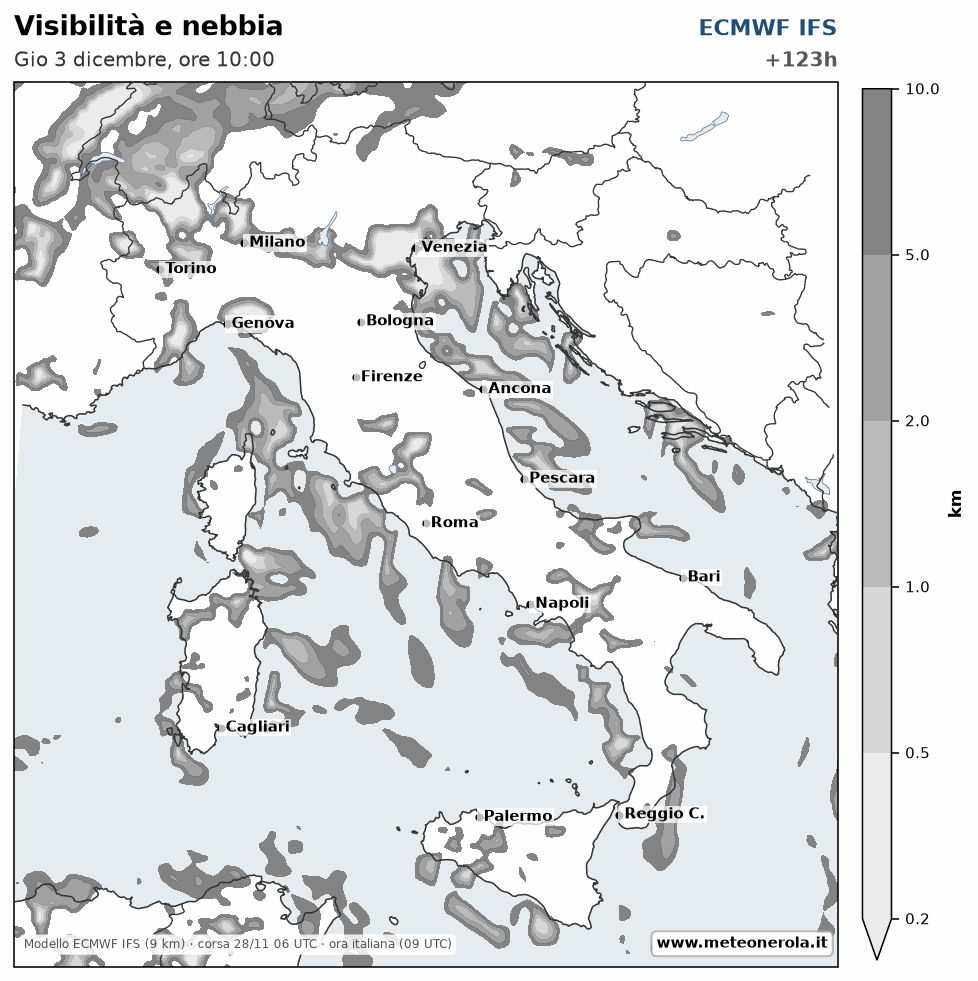 Visibilità e nebbia
ECMWF IFS
Gio 3 dicembre, ore 10:00
+123h
10.0
5.0
2.0
1.0
0.5
0.2
km
Milano
Venezia
Torino
Genova
Bologna
Firenze
Ancona
Pescara
Roma
Bari
Napoli
Cagliari
Palermo
Reggio C.
Modello ECMWF IFS (9 km) · corsa 28/11 06 UTC · ora italiana (09 UTC)
www.meteonerola.it